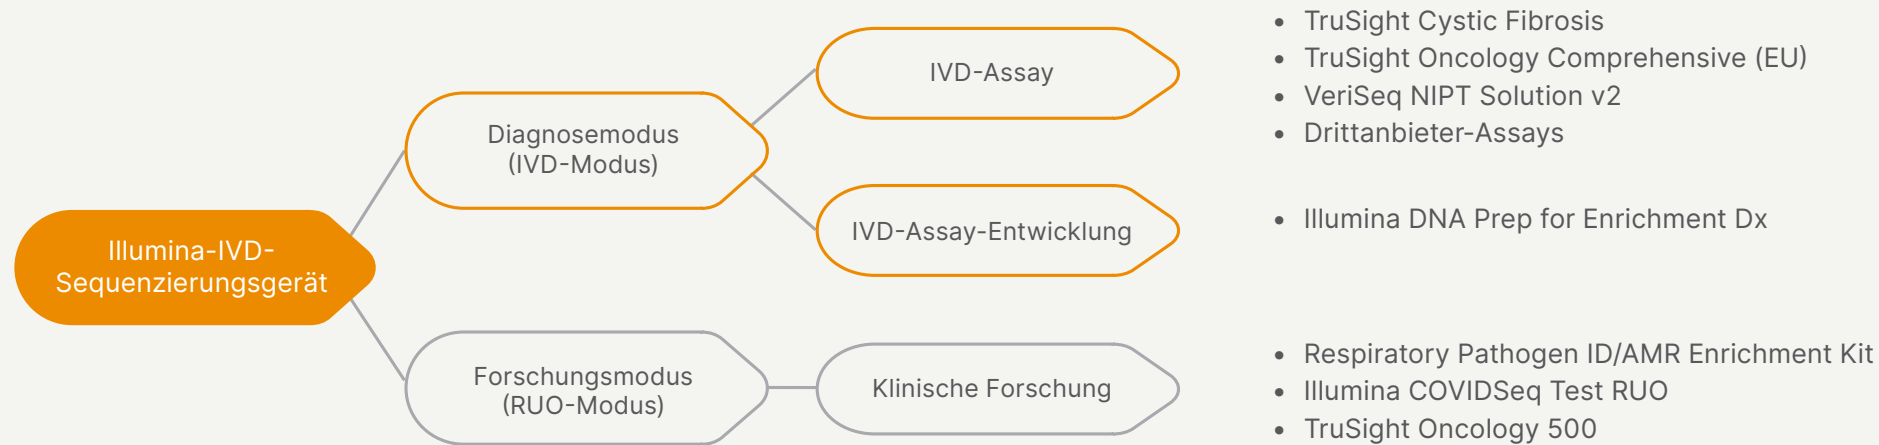 Illumina-IVD-
Sequenzierungsgerät
Diagnosemodus
(IVD-Modus)
IVD-Assay
• TruSight Cystic Fibrosis
• TruSight Oncology Comprehensive (EU)
• VeriSeq NIPT Solution v2
• Drittanbieter-Assays
IVD-Assay-Entwicklung
• Illumina DNA Prep for Enrichment Dx
Forschungsmodus
(RUO-Modus)
Klinische Forschung
• Respiratory Pathogen ID/AMR Enrichment Kit
• Illumina COVIDSeq Test RUO
• TruSight Oncology 500